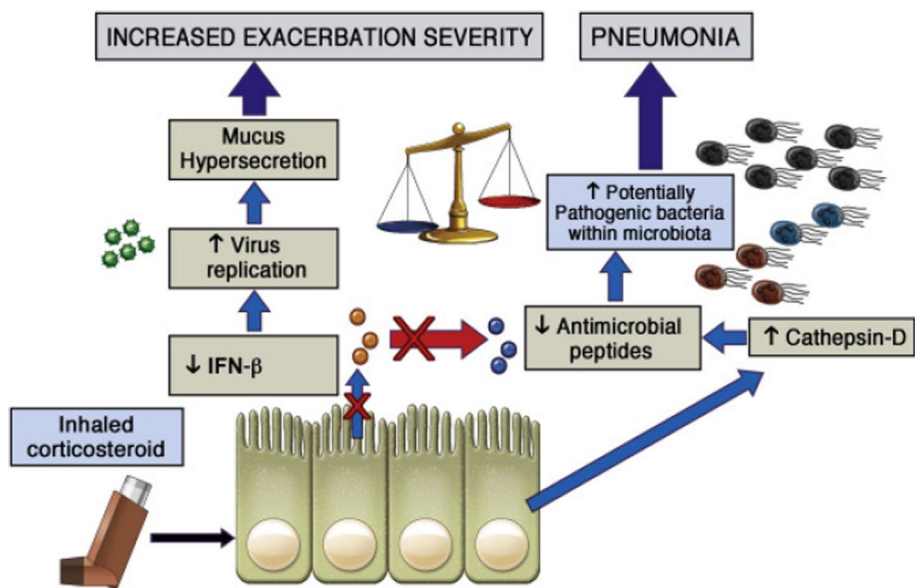 INCREASED EXACERBATION SEVERITY
PNEUMONIA
Mucus
Hypersecretion
↑ Potentially
Pathogenic bacteria
within microbiota
↑ Virus
replication
↓ Antimicrobial
peptides
↑ Cathepsin-D
↓ IFN-β
Inhaled
corticosteroid